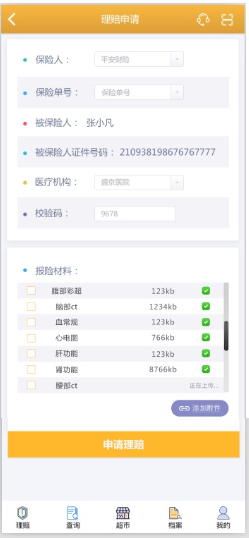 理赔申请
保险人： 平安财险
保险单号： 保险单号
被保险人： 张小凡
被保险人证件号码： 210938198676767777
医疗机构： 盛京医院
校验码： 9678
报险材料：
腹部彩超 123kb
脑部ct 1234kb
血常规 123kb
心电图 766kb
肝功能 123kb
肾功能 8766kb
腰部ct 正在上传...
添加附件
申请理赔
理赔 查询 超市 档案 我的